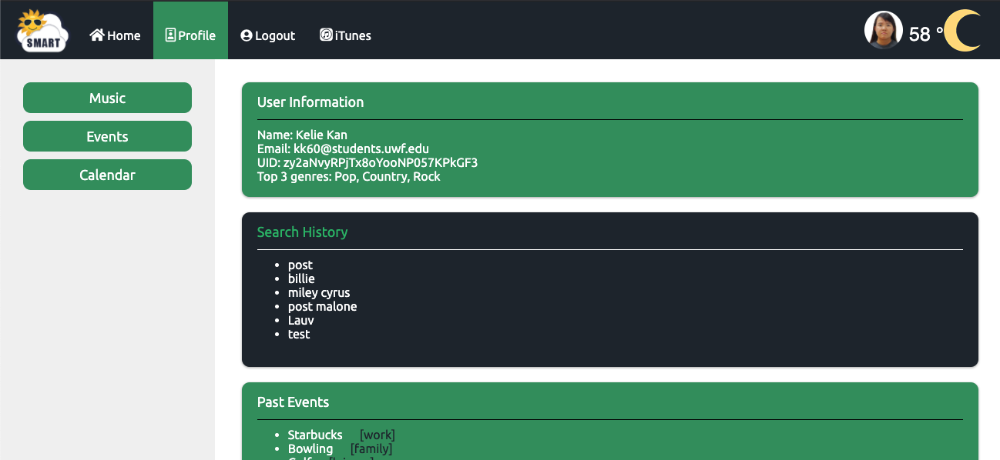 SMART
Home
Profile
Logout
iTunes
58 °
Music
Events
Calendar
User Information
Name: Kelie Kan
Email: kk60@students.uwf.edu
UID: zy2aNvyRPjTx8oYooNP057KPkGF3
Top 3 genres: Pop, Country, Rock
Search History
• post
• billie
• miley cyrus
• post malone
• Lauv
• test
Past Events
• Starbucks [work]
• Bowling [family]